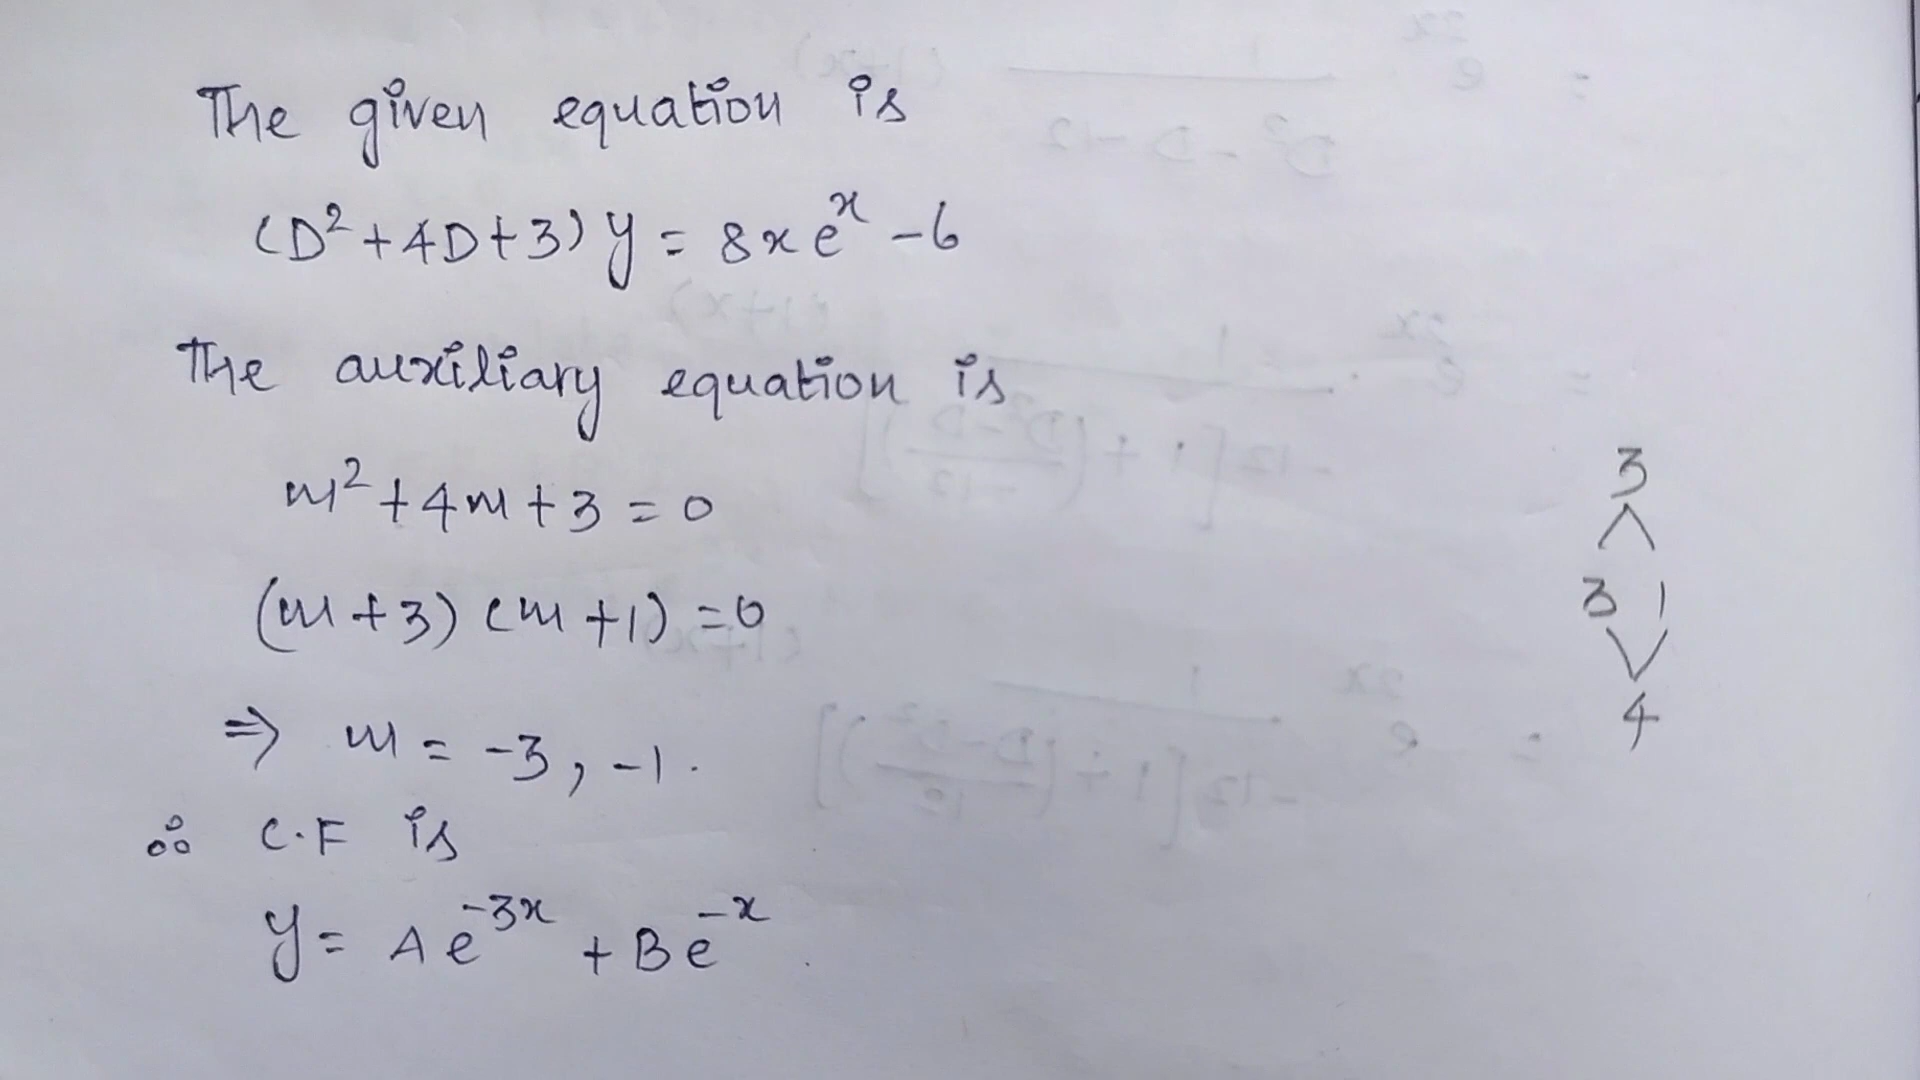 The given equation is
(D²+4D+3) y = 8xeˣ -6
The auxiliary equation is
m²+4m+3=0
(m+3) (m+1) =0
⇒ m = -3, -1.
∴ C.F is
y = Ae⁻³ˣ + Be⁻ˣ.
3
3 1
4